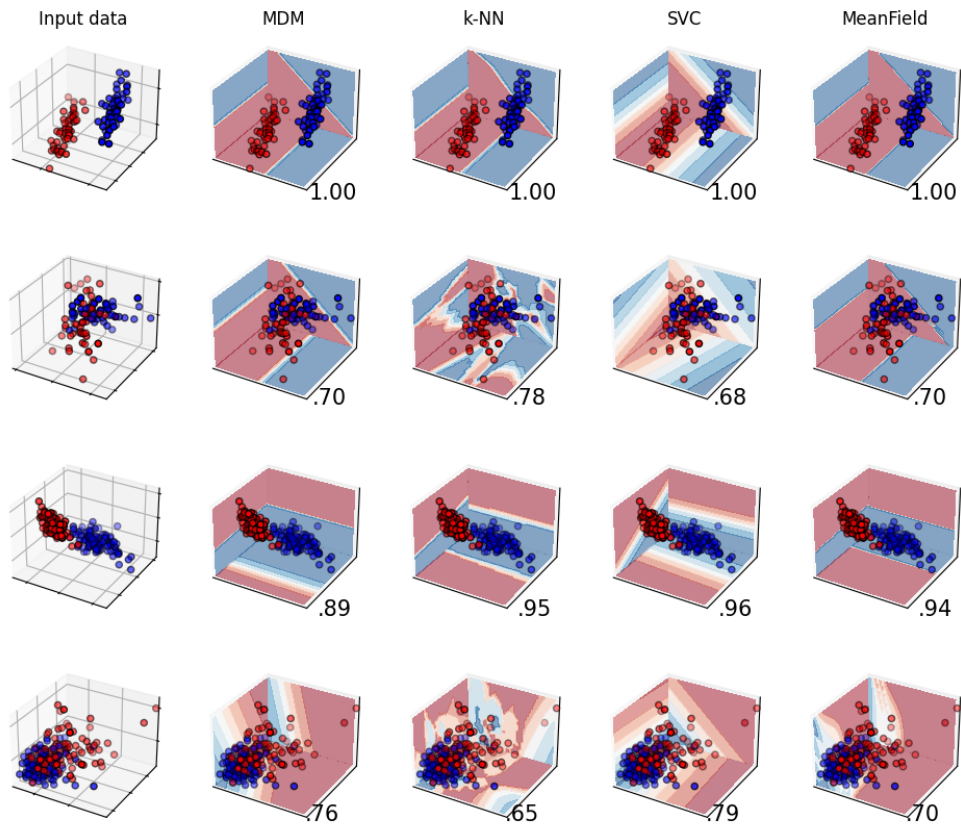 Input data MDM k-NN SVC MeanField
1.00 1.00 1.00 1.00
.70 .78 .68 .70
.89 .95 .96 .94
.76 .65 .79 .70